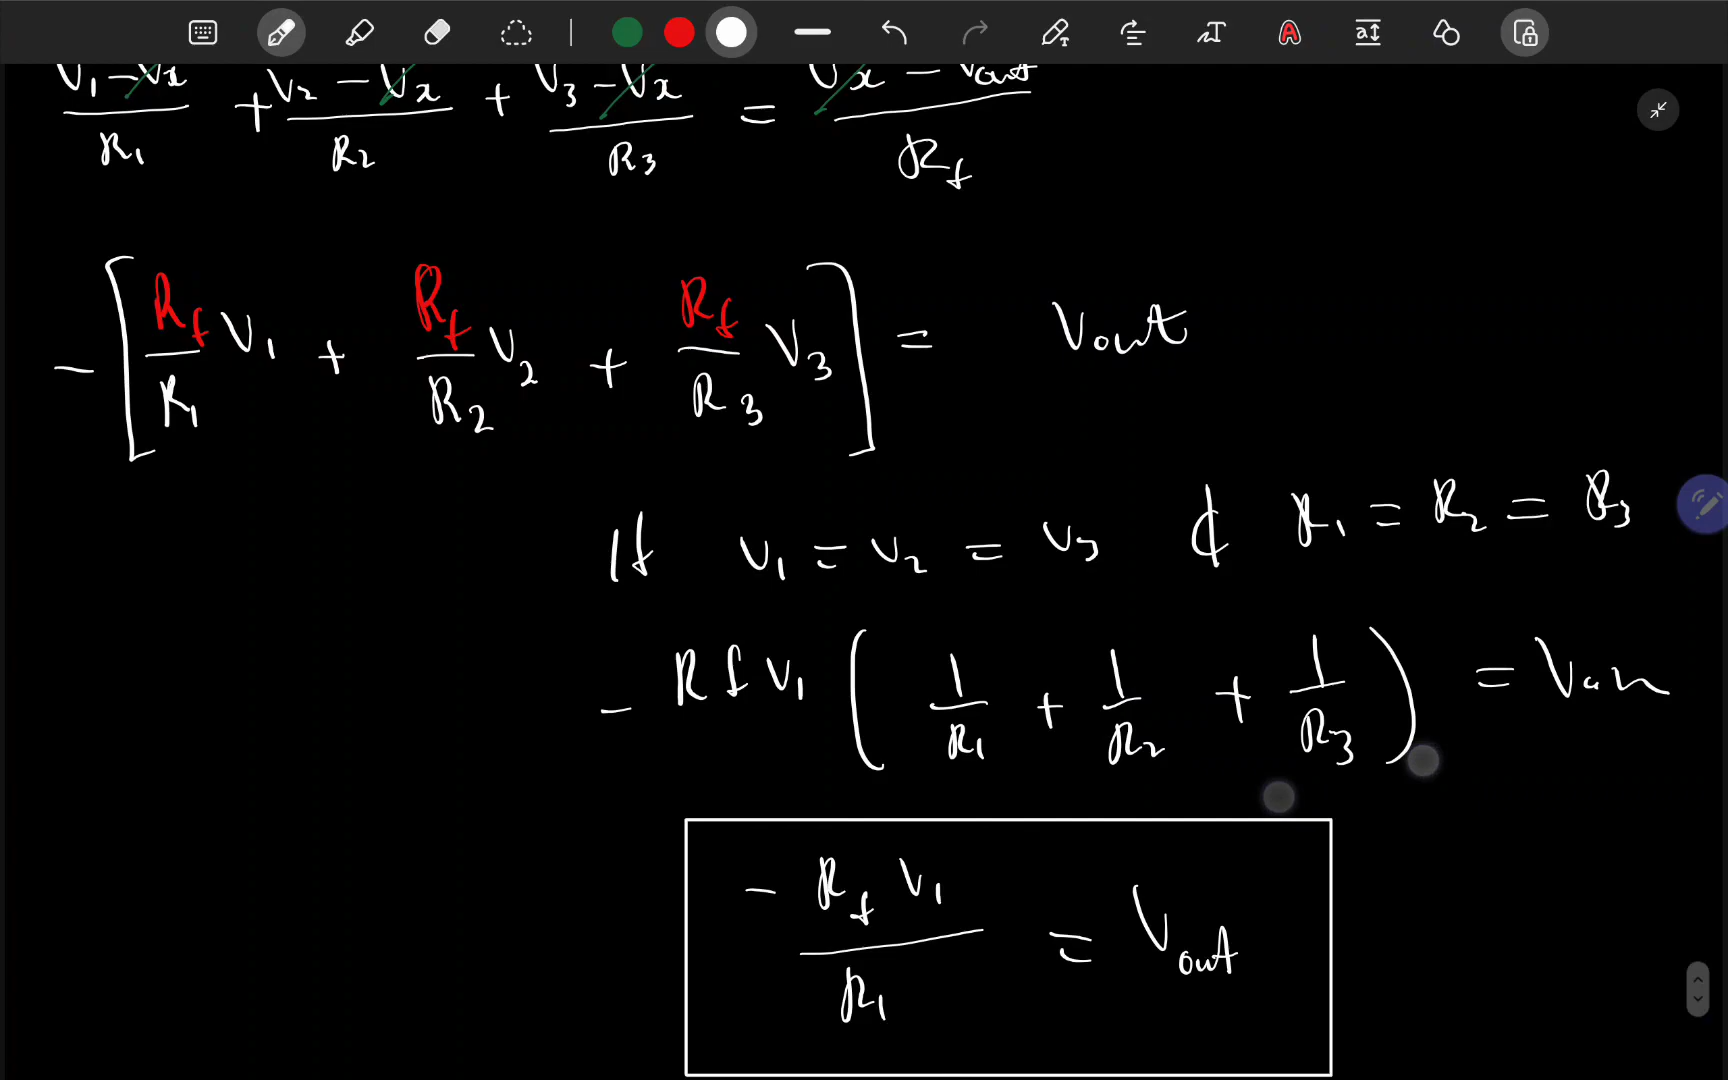 V₁ − Vx / R₁ + V₂ − Vx / R₂ + V₃ − Vx / R₃ = Vx − Vout / Rf
− [ Rf/R₁ V₁ + Rf/R₂ V₂ + Rf/R₃ V₃ ] = Vout
If V₁ = V₂ = V₃ & R₁ = R₂ = R₃
− Rf V₁ ( 1/R₁ + 1/R₂ + 1/R₃ ) = Vout
− Rf V₁ / R₁ = Vout